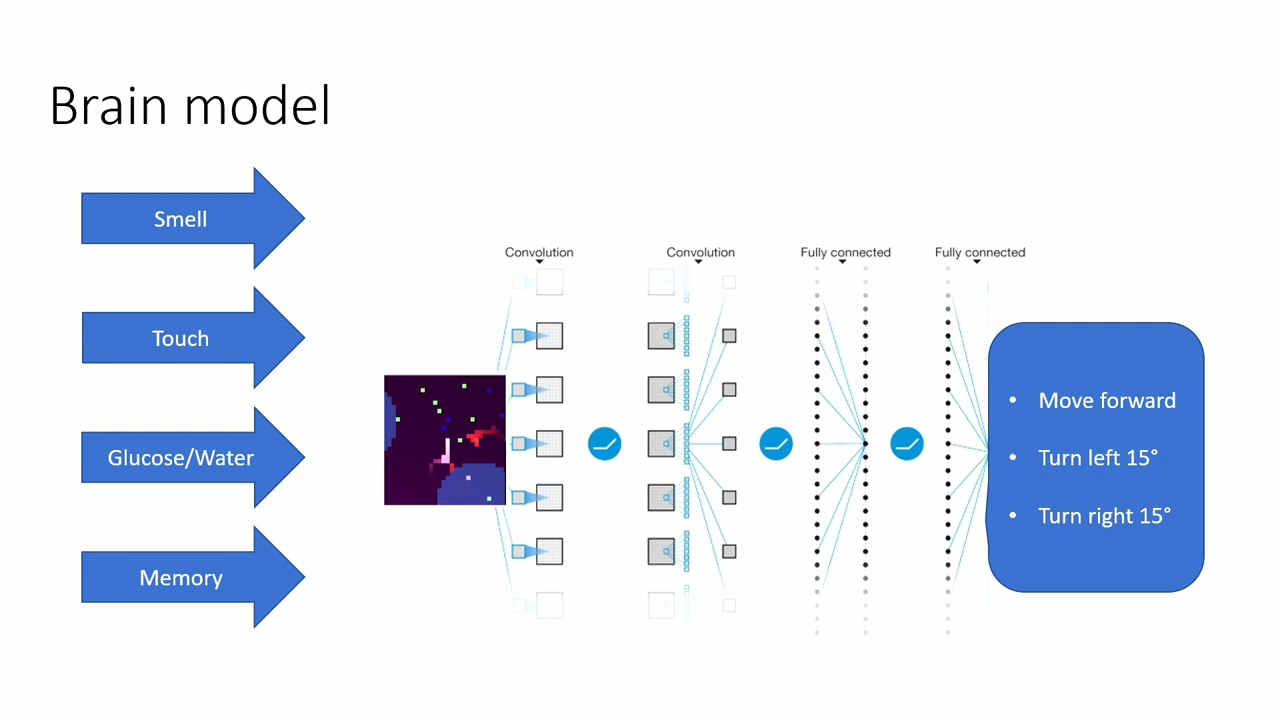 Brain model
Smell
Touch
Glucose/Water
Memory
Convolution
Convolution
Fully connected
Fully connected
• Move forward
• Turn left 15°
• Turn right 15°